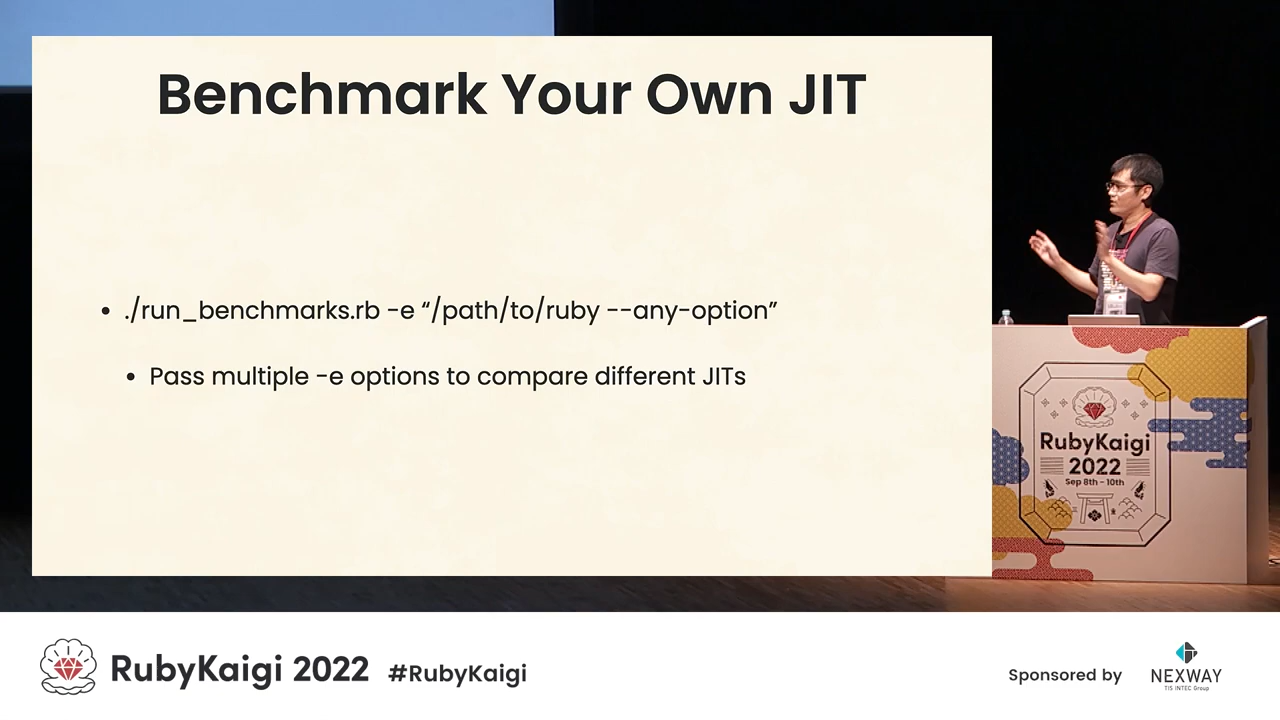 Benchmark Your Own JIT
• ./run_benchmarks.rb -e “/path/to/ruby --any-option”
• Pass multiple -e options to compare different JITs
RubyKaigi
2022
Sep 8th - 10th
RubyKaigi 2022 #RubyKaigi
Sponsored by
NEXWAY
TIS INTEC Group